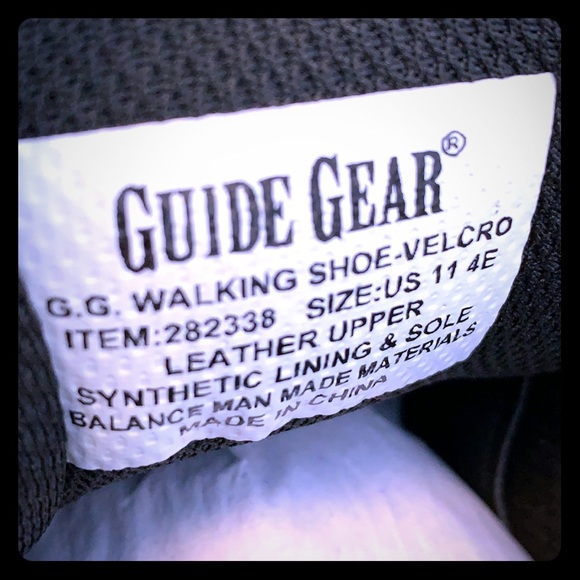 GUIDE GEAR®
G.G. WALKING SHOE-VELCRO
ITEM:282338 SIZE:US 11 4E
LEATHER UPPER
SYNTHETIC LINING & SOLE
BALANCE MAN MADE MATERIALS
MADE IN CHINA